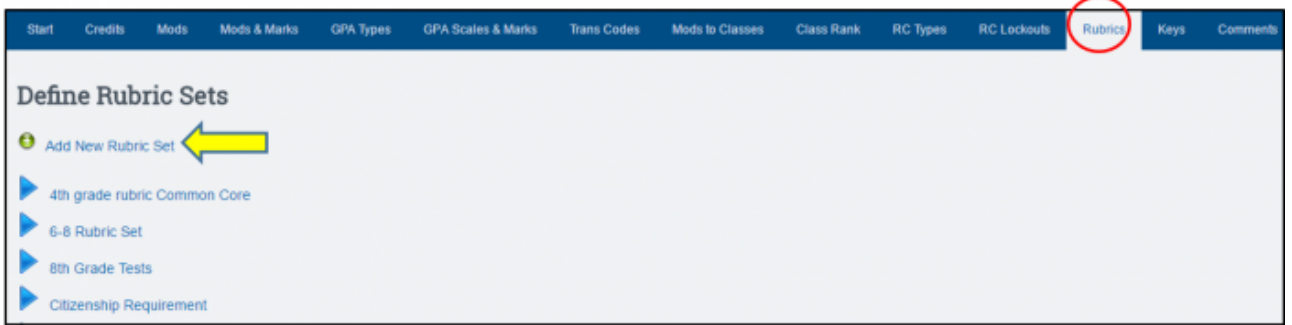 Start Credits Mods Mods & Marks GPA Types GPA Scales & Marks Trans Codes Mods to Classes Class Rank RC Types RC Lockouts Rubrics Keys Comments
Define Rubric Sets
Add New Rubric Set
4th grade rubric Common Core
6-8 Rubric Set
8th Grade Tests
Citizenship Requirement